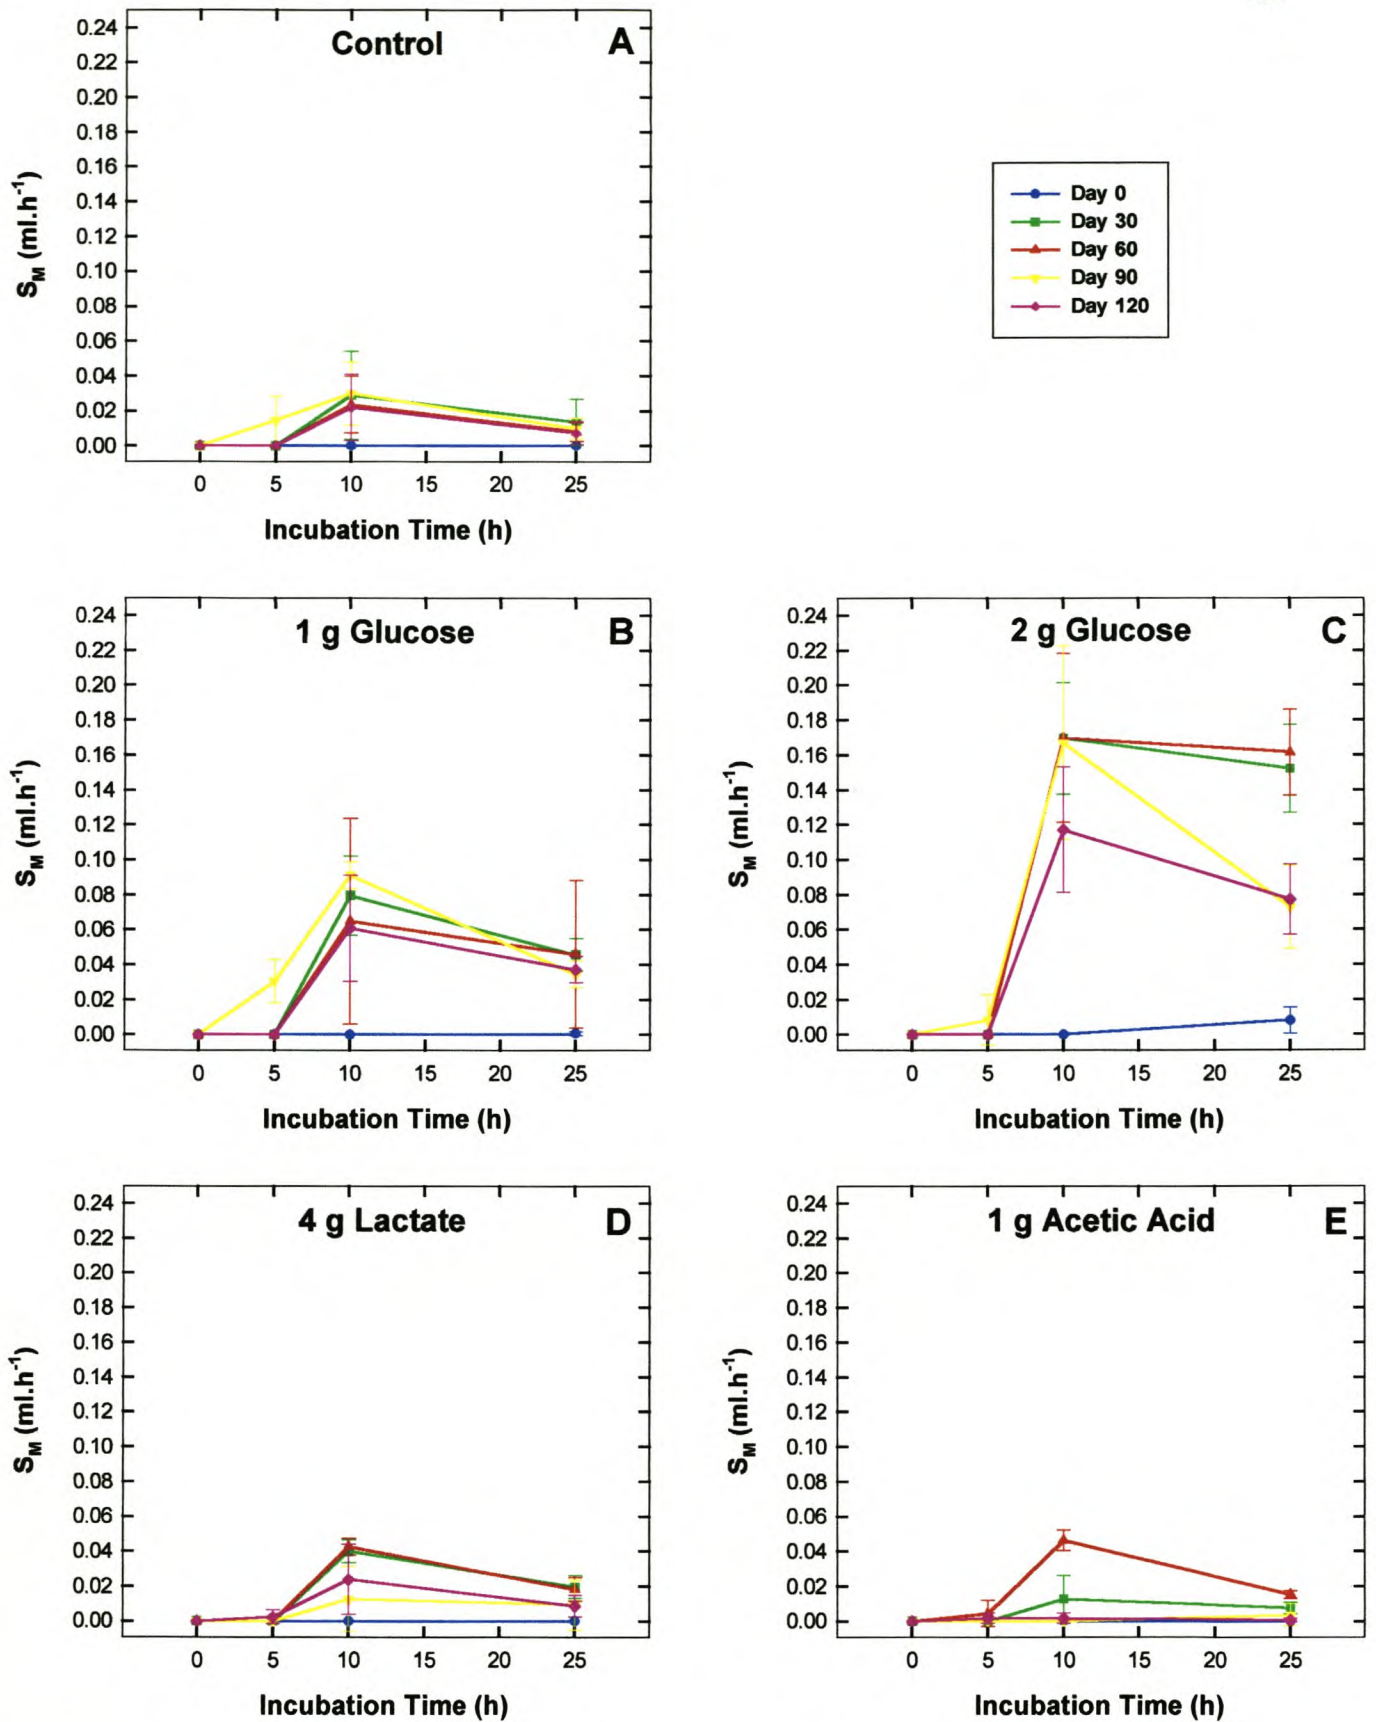 Control A
0.24
0.22
0.20
0.18
0.16
0.14
0.12
0.10
0.08
0.06
0.04
0.02
0.00
S_M (ml.h⁻¹)
0 5 10 15 20 25
Incubation Time (h)
Day 0
Day 30
Day 60
Day 90
Day 120
1 g Glucose B
0.24
0.22
0.20
0.18
0.16
0.14
0.12
0.10
0.08
0.06
0.04
0.02
0.00
S_M (ml.h⁻¹)
0 5 10 15 20 25
Incubation Time (h)
2 g Glucose C
0.24
0.22
0.20
0.18
0.16
0.14
0.12
0.10
0.08
0.06
0.04
0.02
0.00
S_M (ml.h⁻¹)
0 5 10 15 20 25
Incubation Time (h)
4 g Lactate D
0.24
0.22
0.20
0.18
0.16
0.14
0.12
0.10
0.08
0.06
0.04
0.02
0.00
S_M (ml.h⁻¹)
0 5 10 15 20 25
Incubation Time (h)
1 g Acetic Acid E
0.24
0.22
0.20
0.18
0.16
0.14
0.12
0.10
0.08
0.06
0.04
0.02
0.00
S_M (ml.h⁻¹)
0 5 10 15 20 25
Incubation Time (h)